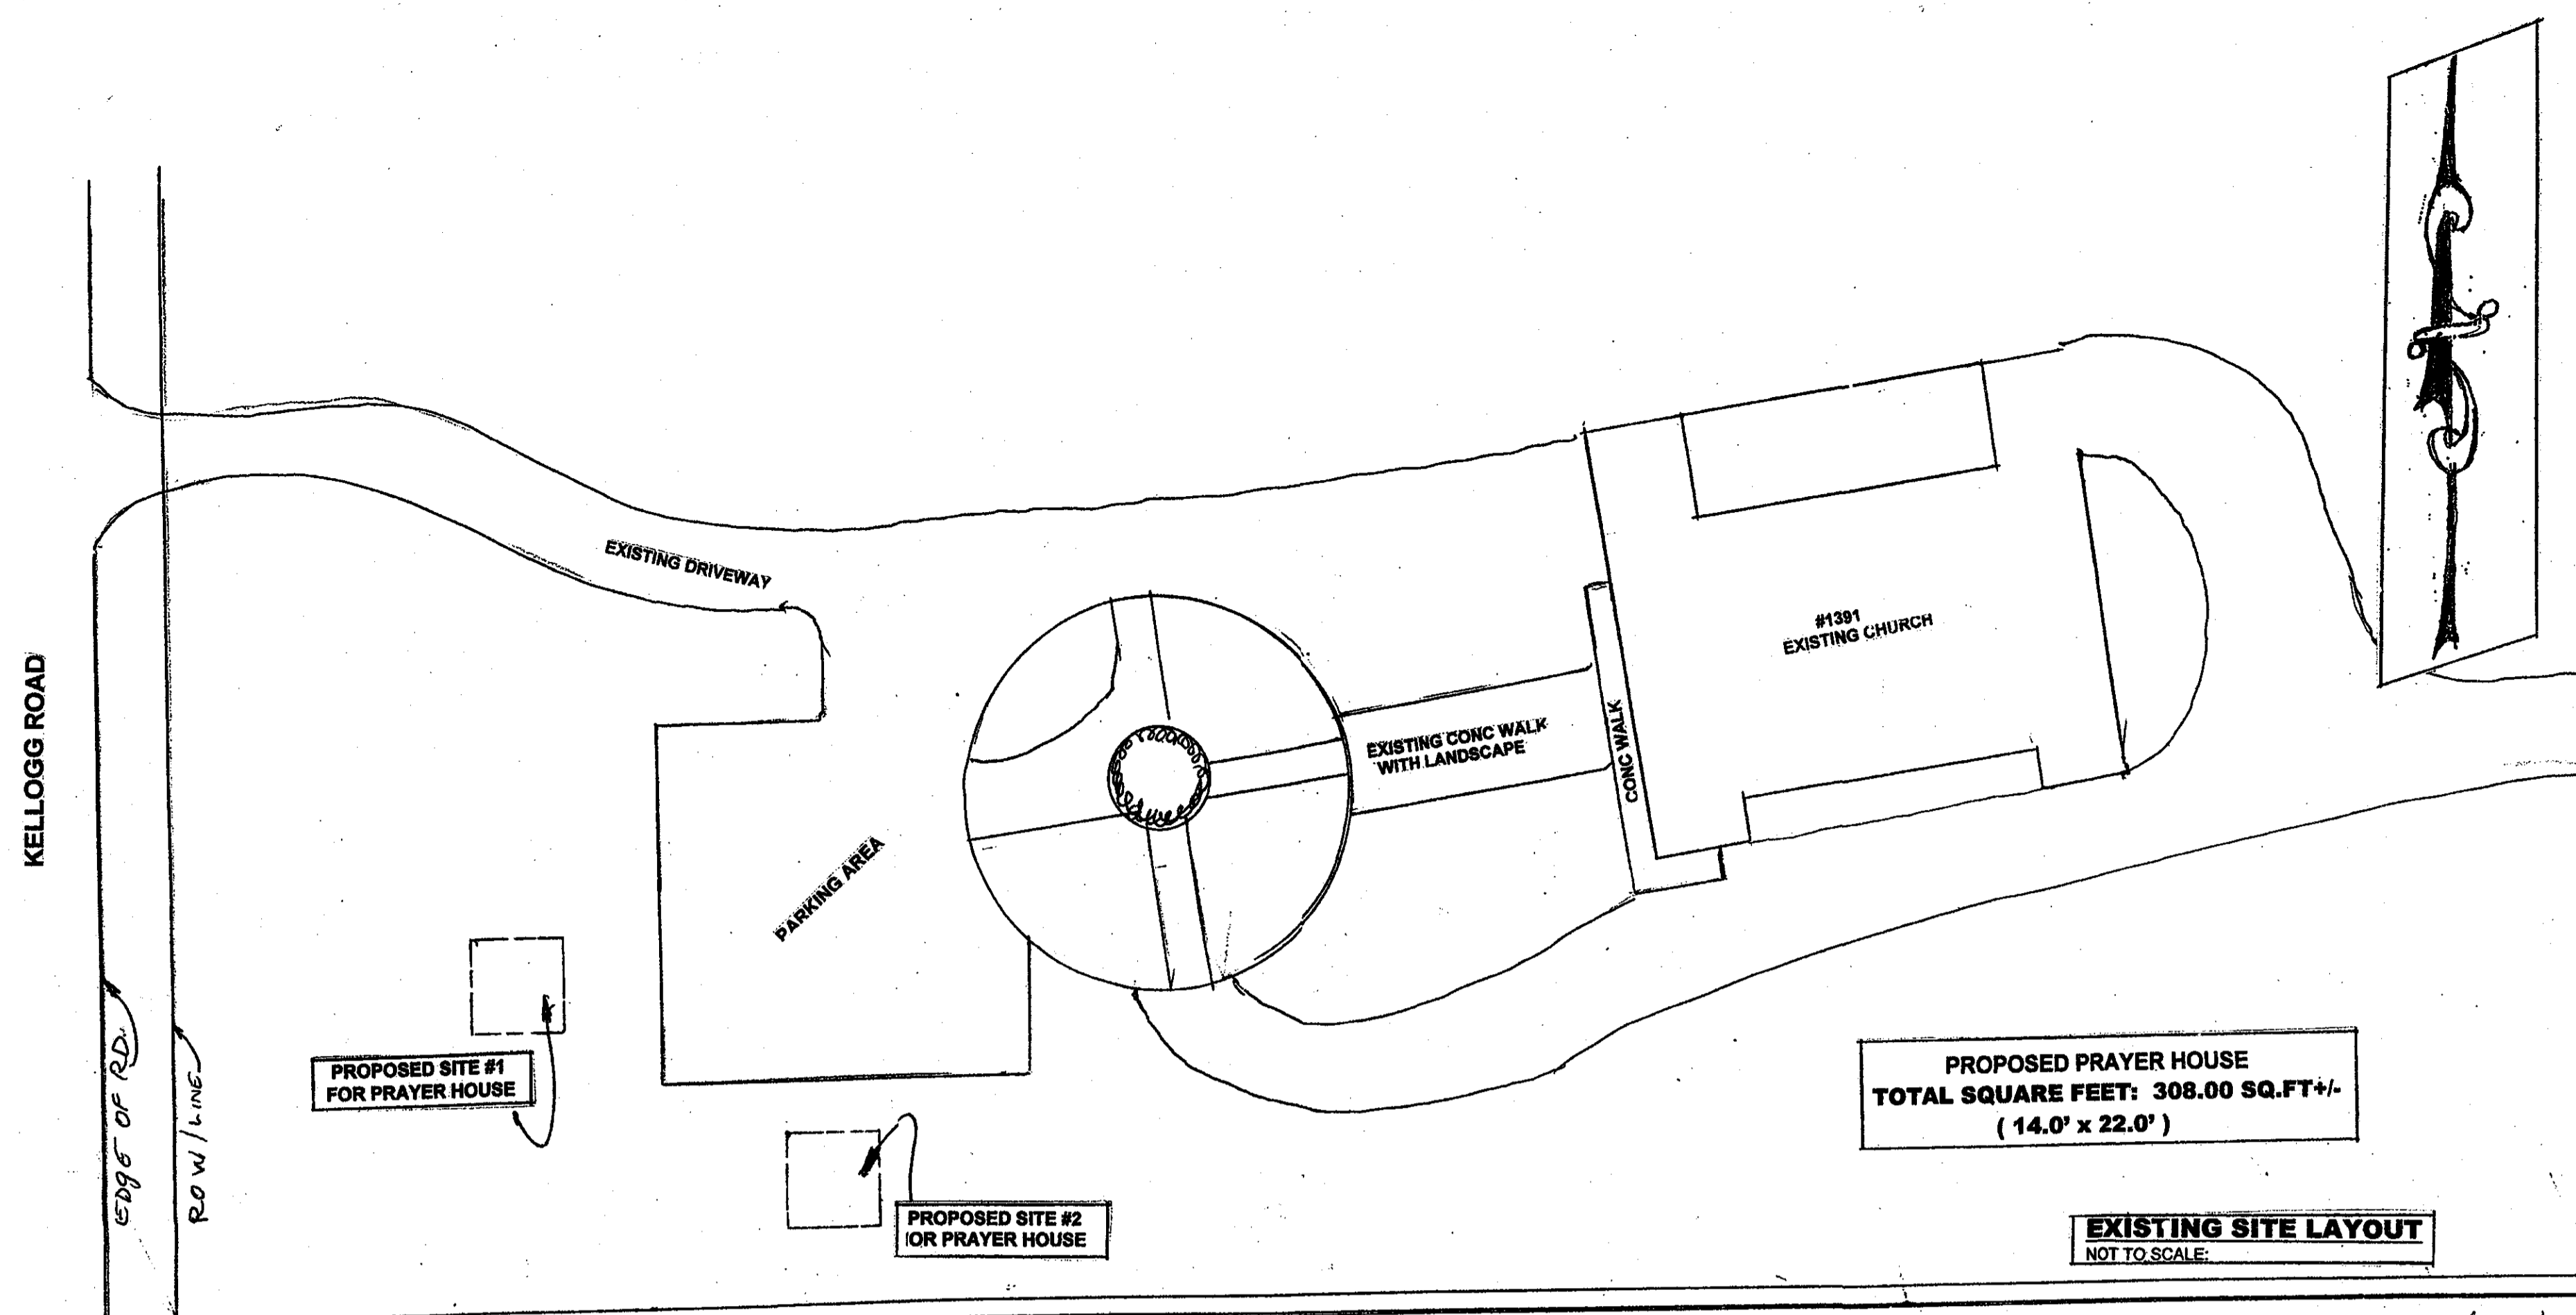 EXISTING DRIVEWAY
KELLOGG ROAD
#1391
EXISTING CHURCH
EXISTING CONC WALK
WITH LANDSCAPE
CONC WALK
PARKING AREA
EDGE OF RD.
ROW/LINE
PROPOSED SITE #1
FOR PRAYER HOUSE
PROPOSED SITE #2
OR PRAYER HOUSE
PROPOSED PRAYER HOUSE
TOTAL SQUARE FEET: 308.00 SQ.FT+/-
( 14.0' x 22.0' )
EXISTING SITE LAYOUT
NOT TO SCALE: